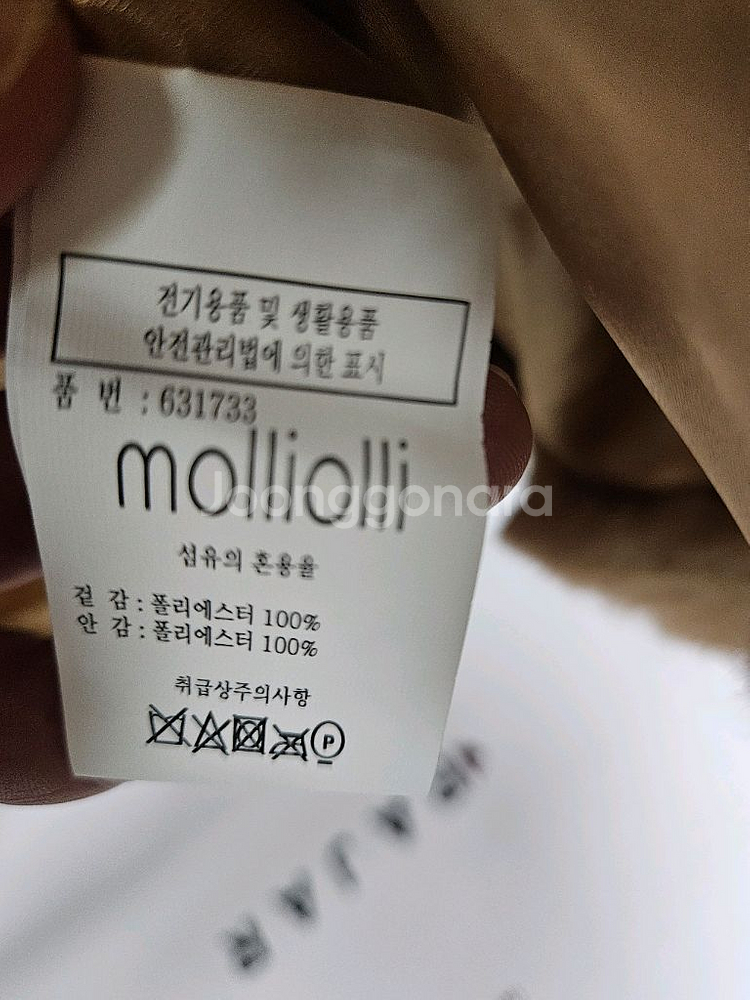 전기용품 및 생활용품
안전관리법에 의한 표시
품 번 : 631733
molliolli
Joonggonara
섬유의 혼용율
겉 감 : 폴리에스터 100%
안 감 : 폴리에스터 100%
취급상주의사항
P